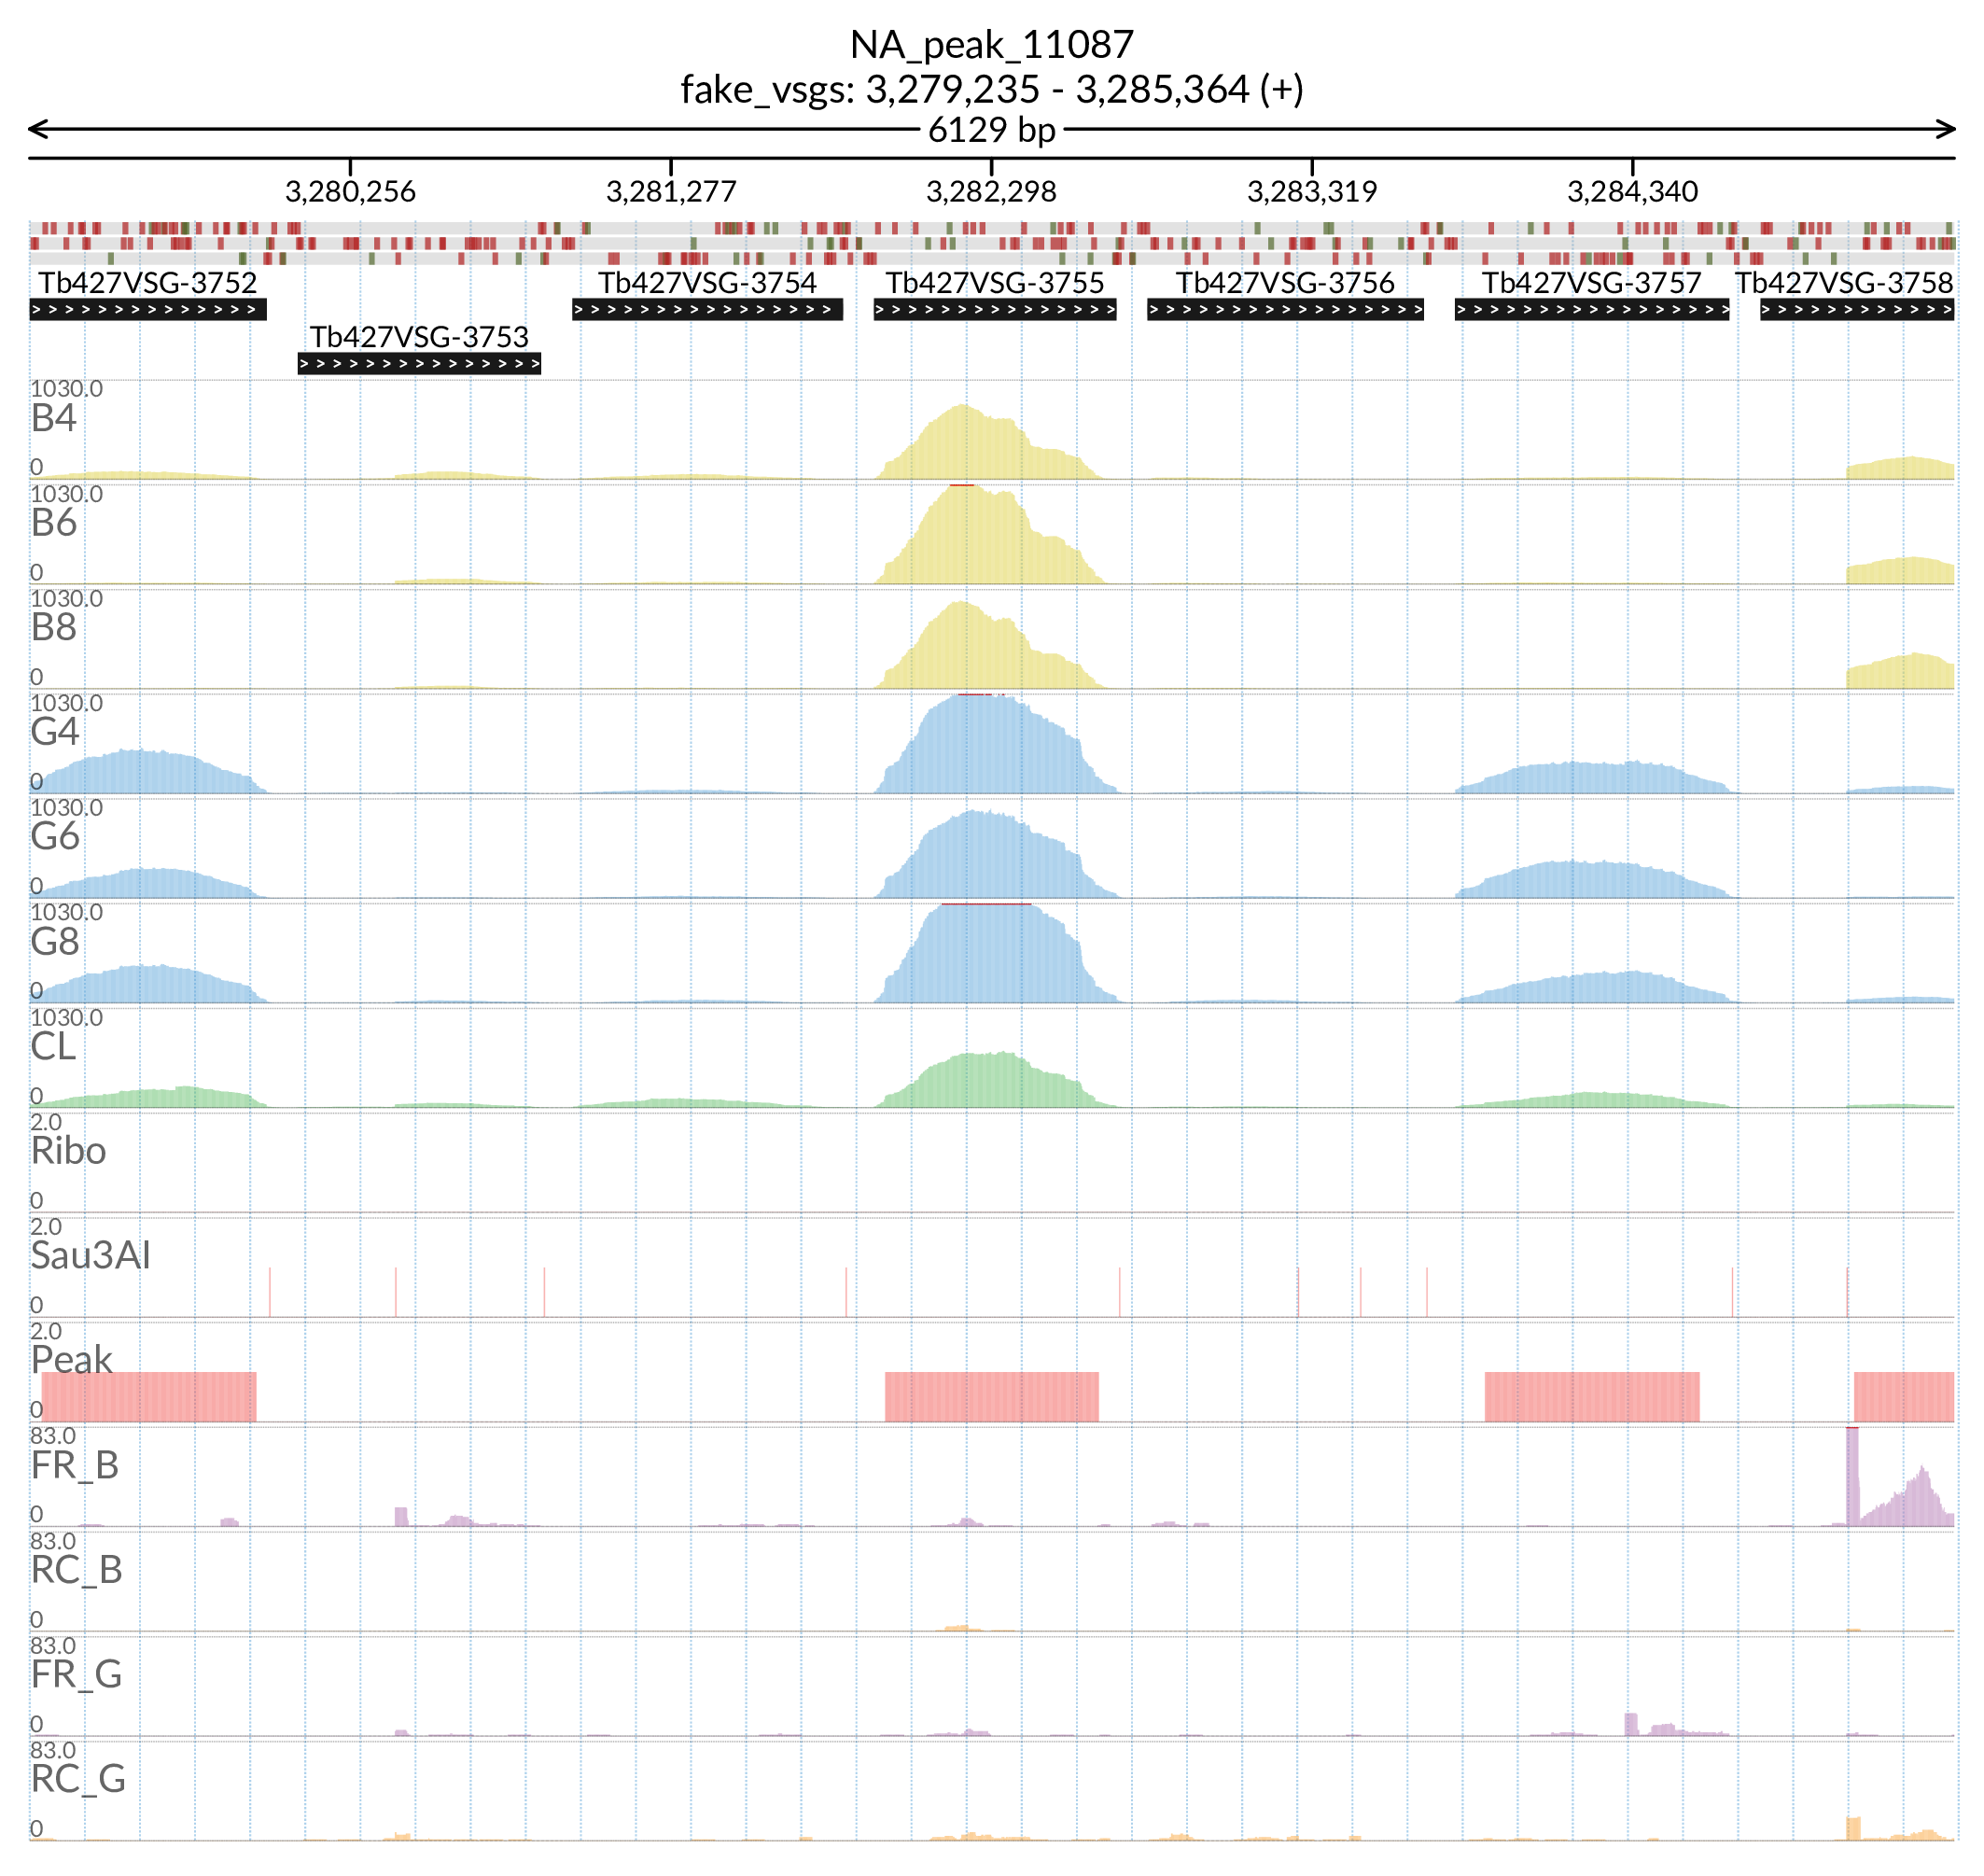 NA_peak_11087
fake_vsgs: 3,279,235 - 3,285,364 (+)
6129 bp
3,280,256 3,281,277 3,282,298 3,283,319 3,284,340
Tb427VSG-3752 Tb427VSG-3754 Tb427VSG-3755 Tb427VSG-3756 Tb427VSG-3757 Tb427VSG-3758
Tb427VSG-3753
1030.0
B4
0
1030.0
B6
0
1030.0
B8
0
1030.0
G4
0
1030.0
G6
0
1030.0
G8
0
1030.0
CL
0
2.0
Ribo
0
2.0
Sau3AI
0
2.0
Peak
0
83.0
FR_B
0
83.0
RC_B
0
83.0
FR_G
0
83.0
RC_G
0